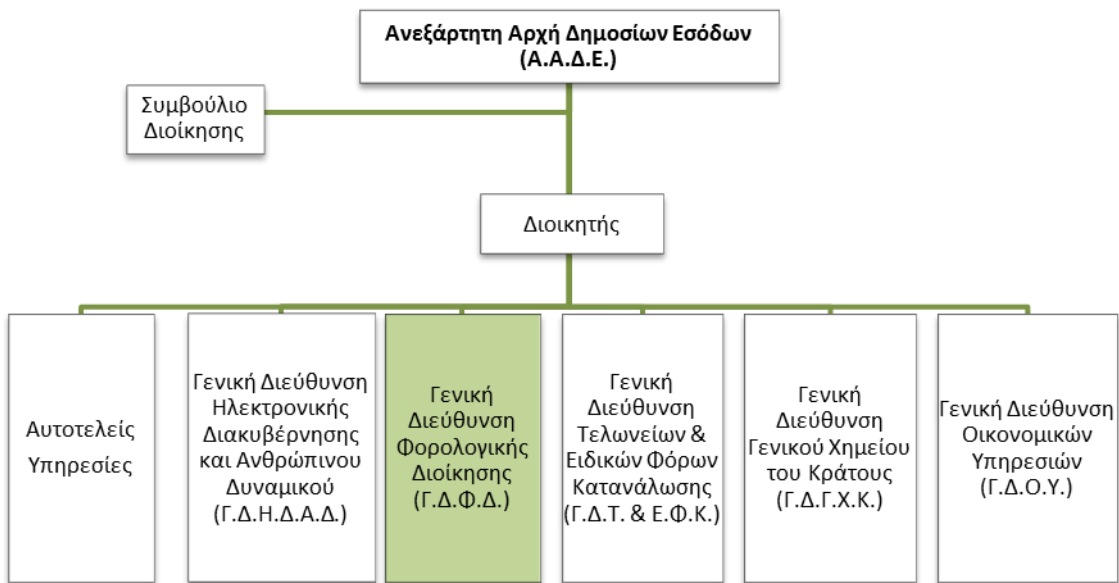 Ανεξάρτητη Αρχή Δημοσίων Εσόδων
(Α.Α.Δ.Ε.)
Συμβούλιο
Διοίκησης
Διοικητής
Αυτοτελείς
Υπηρεσίες
Γενική Διεύθυνση
Ηλεκτρονικής
Διακυβέρνησης
και Ανθρώπινου
Δυναμικού
(Γ.Δ.Η.Δ.Α.Δ.)
Γενική
Διεύθυνση
Φορολογικής
Διοίκησης
(Γ.Δ.Φ.Δ.)
Γενική
Διεύθυνση
Τελωνείων &
Ειδικών Φόρων
Κατανάλωσης
(Γ.Δ.Τ. & Ε.Φ.Κ.)
Γενική
Διεύθυνση
Γενικού Χημείου
του Κράτους
(Γ.Δ.Γ.Χ.Κ.)
Γενική Διεύθυνση
Οικονομικών
Υπηρεσιών
(Γ.Δ.Ο.Υ.)